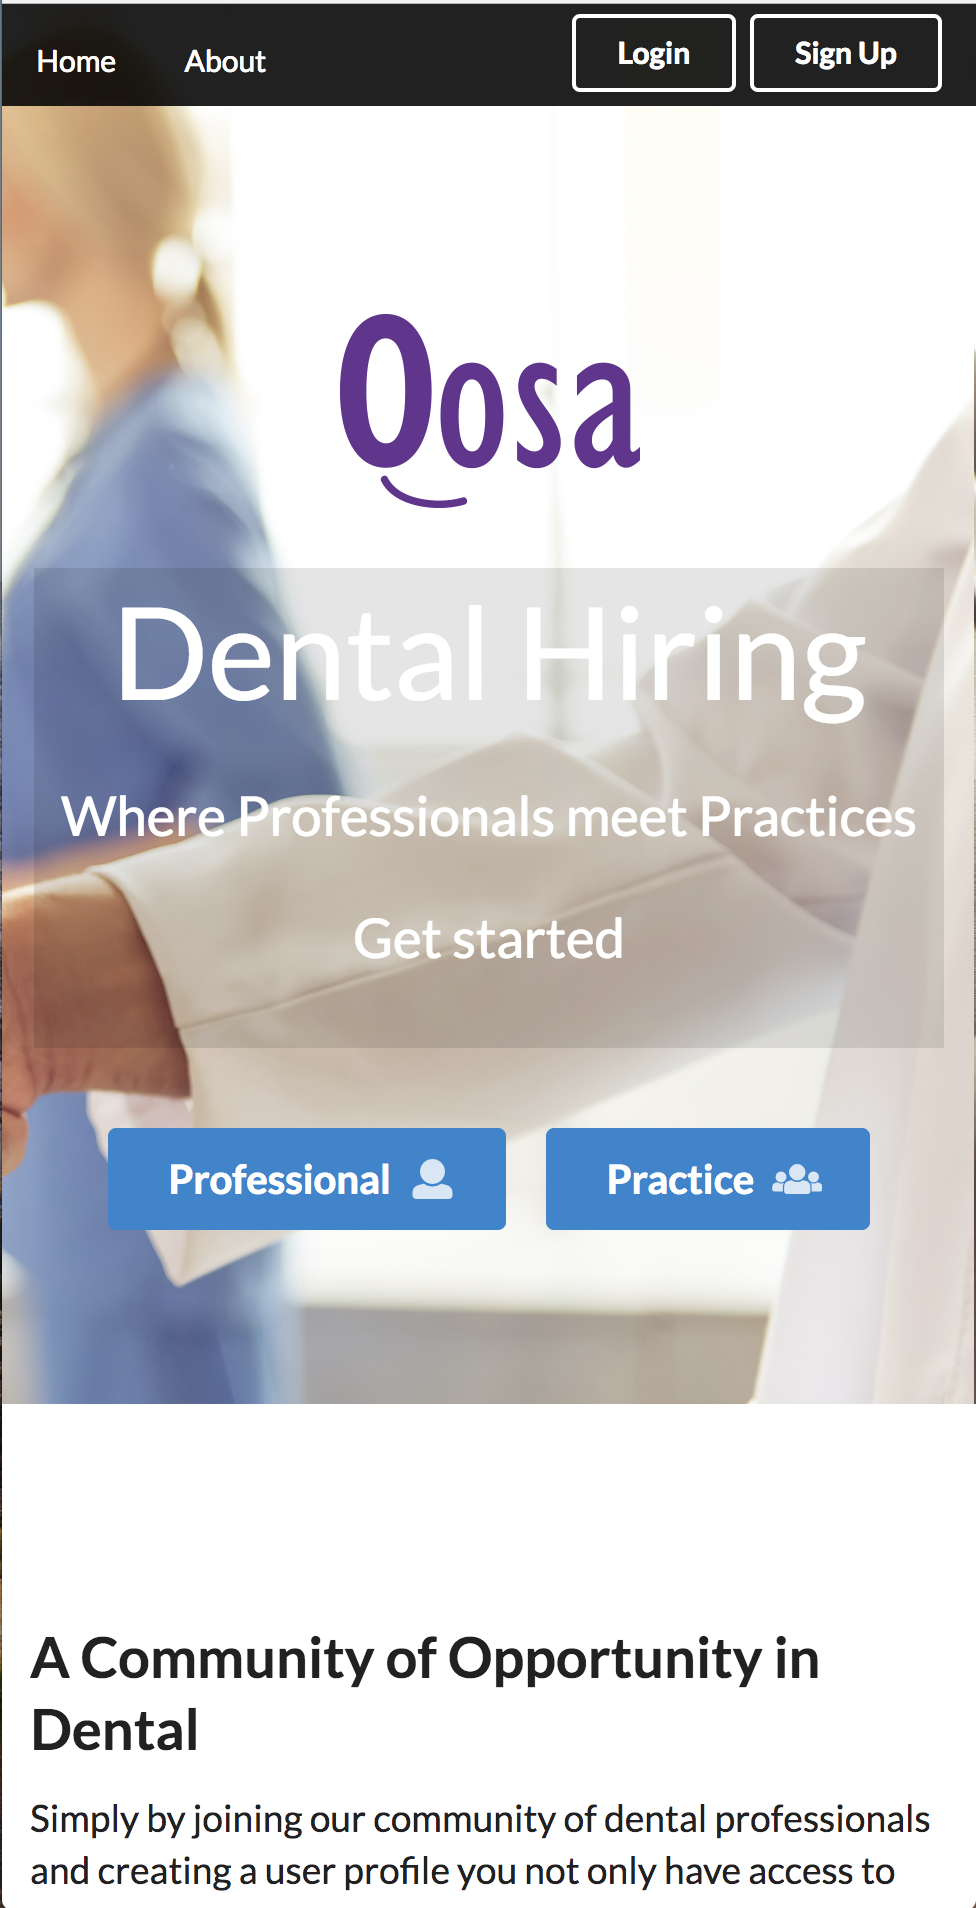 Home About Login Sign Up
Qosa
Dental Hiring
Where Professionals meet Practices
Get started
Professional Practice
A Community of Opportunity in
Dental
Simply by joining our community of dental professionals
and creating a user profile you not only have access to